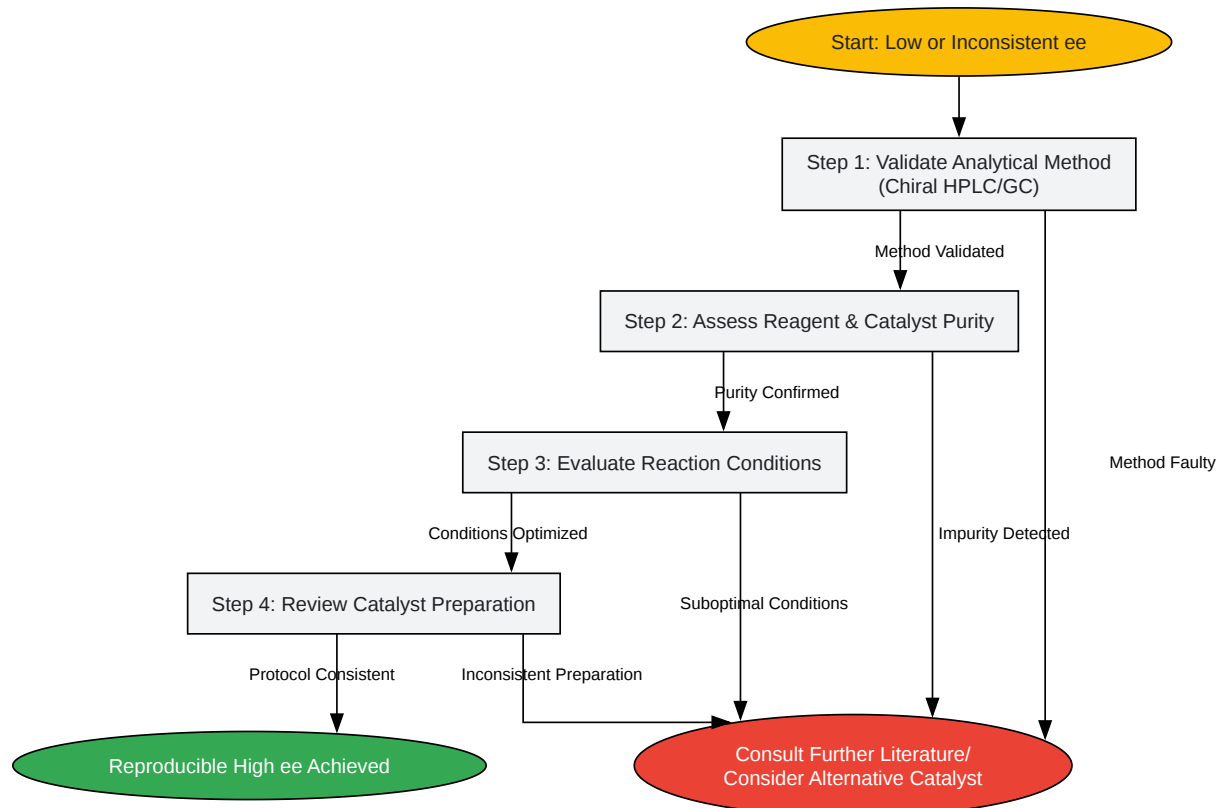 Start: Low or Inconsistent ee
Step 1: Validate Analytical Method
(Chiral HPLC/GC)
Method Validated
Step 2: Assess Reagent & Catalyst Purity
Purity Confirmed
Step 3: Evaluate Reaction Conditions
Method Faulty
Conditions Optimized
Impurity Detected
Step 4: Review Catalyst Preparation
Suboptimal Conditions
Protocol Consistent
Inconsistent Preparation
Reproducible High ee Achieved
Consult Further Literature/
Consider Alternative Catalyst